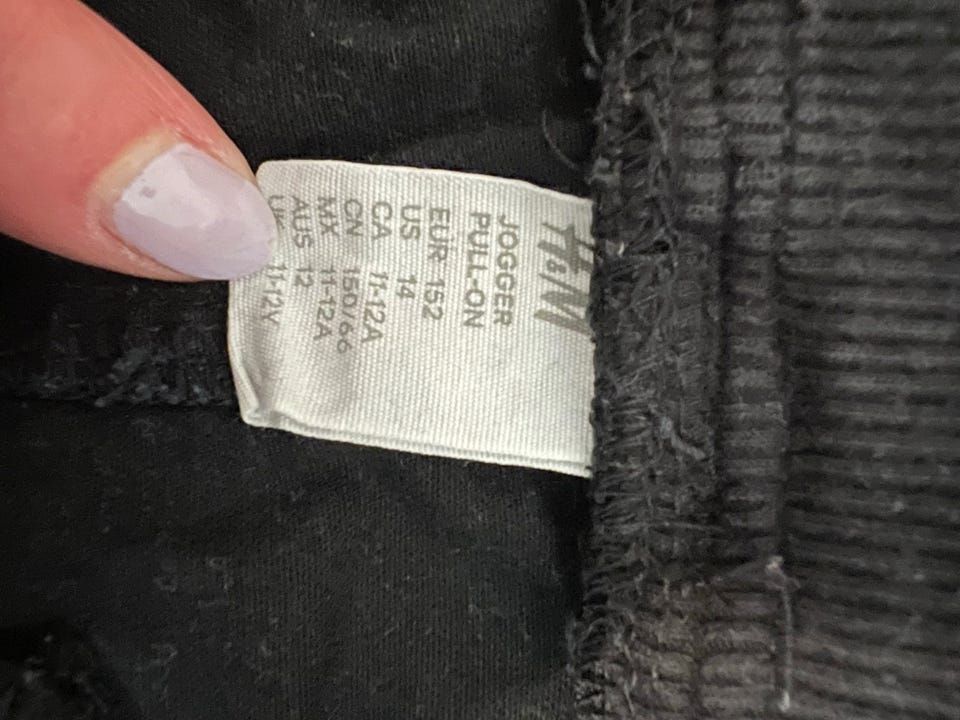 H&M
JOGGER
PULL-ON
EUR 152
US 14
CA 11-12A
CN 150/66
MX 11-12A
AUS 12
UK 11-12Y